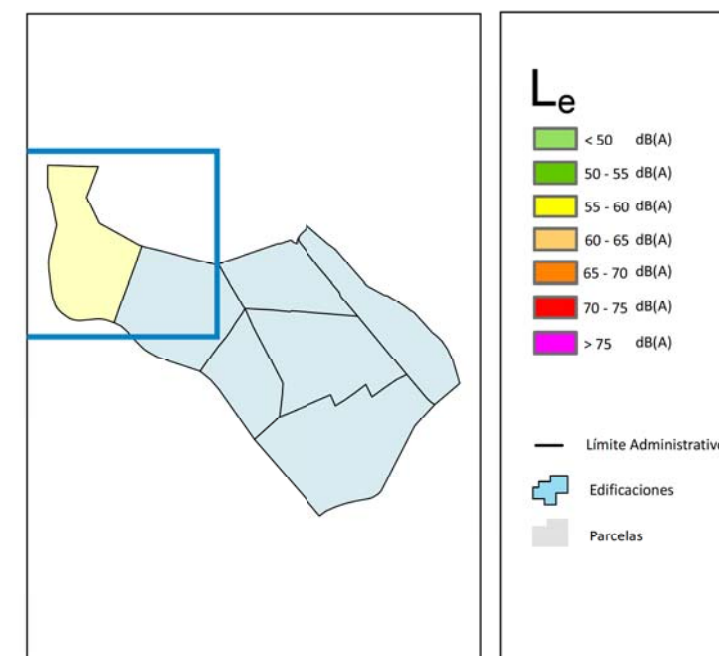 Le
< 50 dB(A)
50 - 55 dB(A)
55 - 60 dB(A)
60 - 65 dB(A)
65 - 70 dB(A)
70 - 75 dB(A)
> 75 dB(A)
Límite Administrativo
Edificaciones
Parcelas